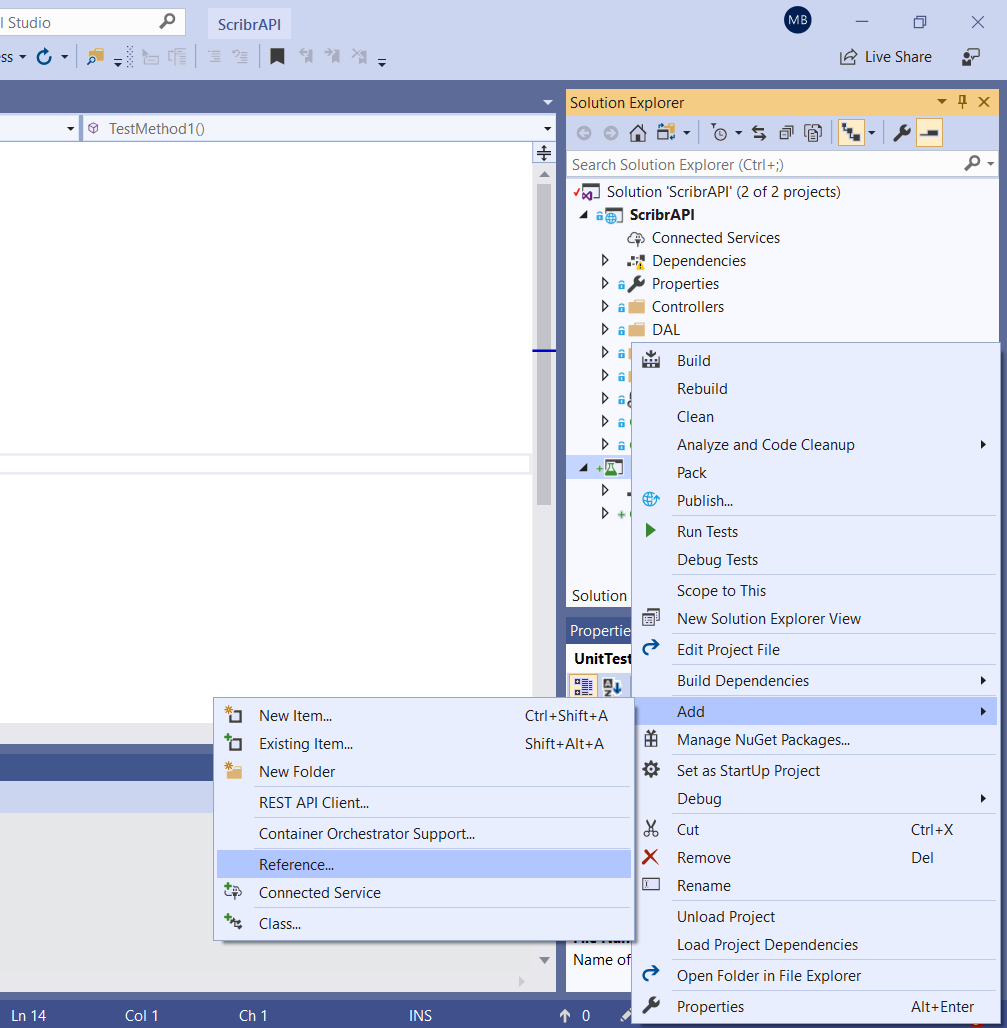 l Studio
ScribrAPI
MB
ss
Live Share
TestMethod1()
Solution Explorer
Search Solution Explorer (Ctrl+;)
Solution 'ScribrAPI' (2 of 2 projects)
ScribrAPI
Connected Services
Dependencies
Properties
Controllers
DAL
Solution
Propertie
UnitTest
Name of
Build
Rebuild
Clean
Analyze and Code Cleanup
Pack
Publish...
Run Tests
Debug Tests
Scope to This
New Solution Explorer View
Edit Project File
Build Dependencies
Add
Manage NuGet Packages...
Set as StartUp Project
Debug
Cut Ctrl+X
Remove Del
Rename
Unload Project
Load Project Dependencies
Open Folder in File Explorer
Properties Alt+Enter
New Item... Ctrl+Shift+A
Existing Item... Shift+Alt+A
New Folder
REST API Client...
Container Orchestrator Support...
Reference...
Connected Service
Class...
Ln 14 Col 1 Ch 1 INS 0